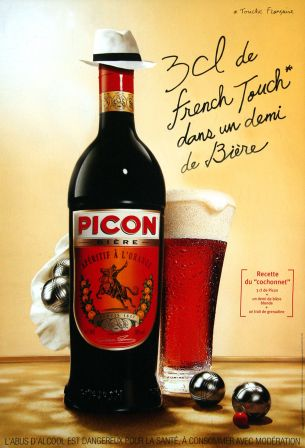 * Touche Française
3cl de
French Touch*
dans un demi
de Bière
PICON
BIÈRE
APÉRITIF À L'ORANGE
Recette
du "cochonnet"
3 cl de Picon
+
un demi de bière
blonde
+
un trait de grenadine
L'ABUS D'ALCOOL EST DANGEREUX POUR LA SANTÉ, À CONSOMMER AVEC MODÉRATION